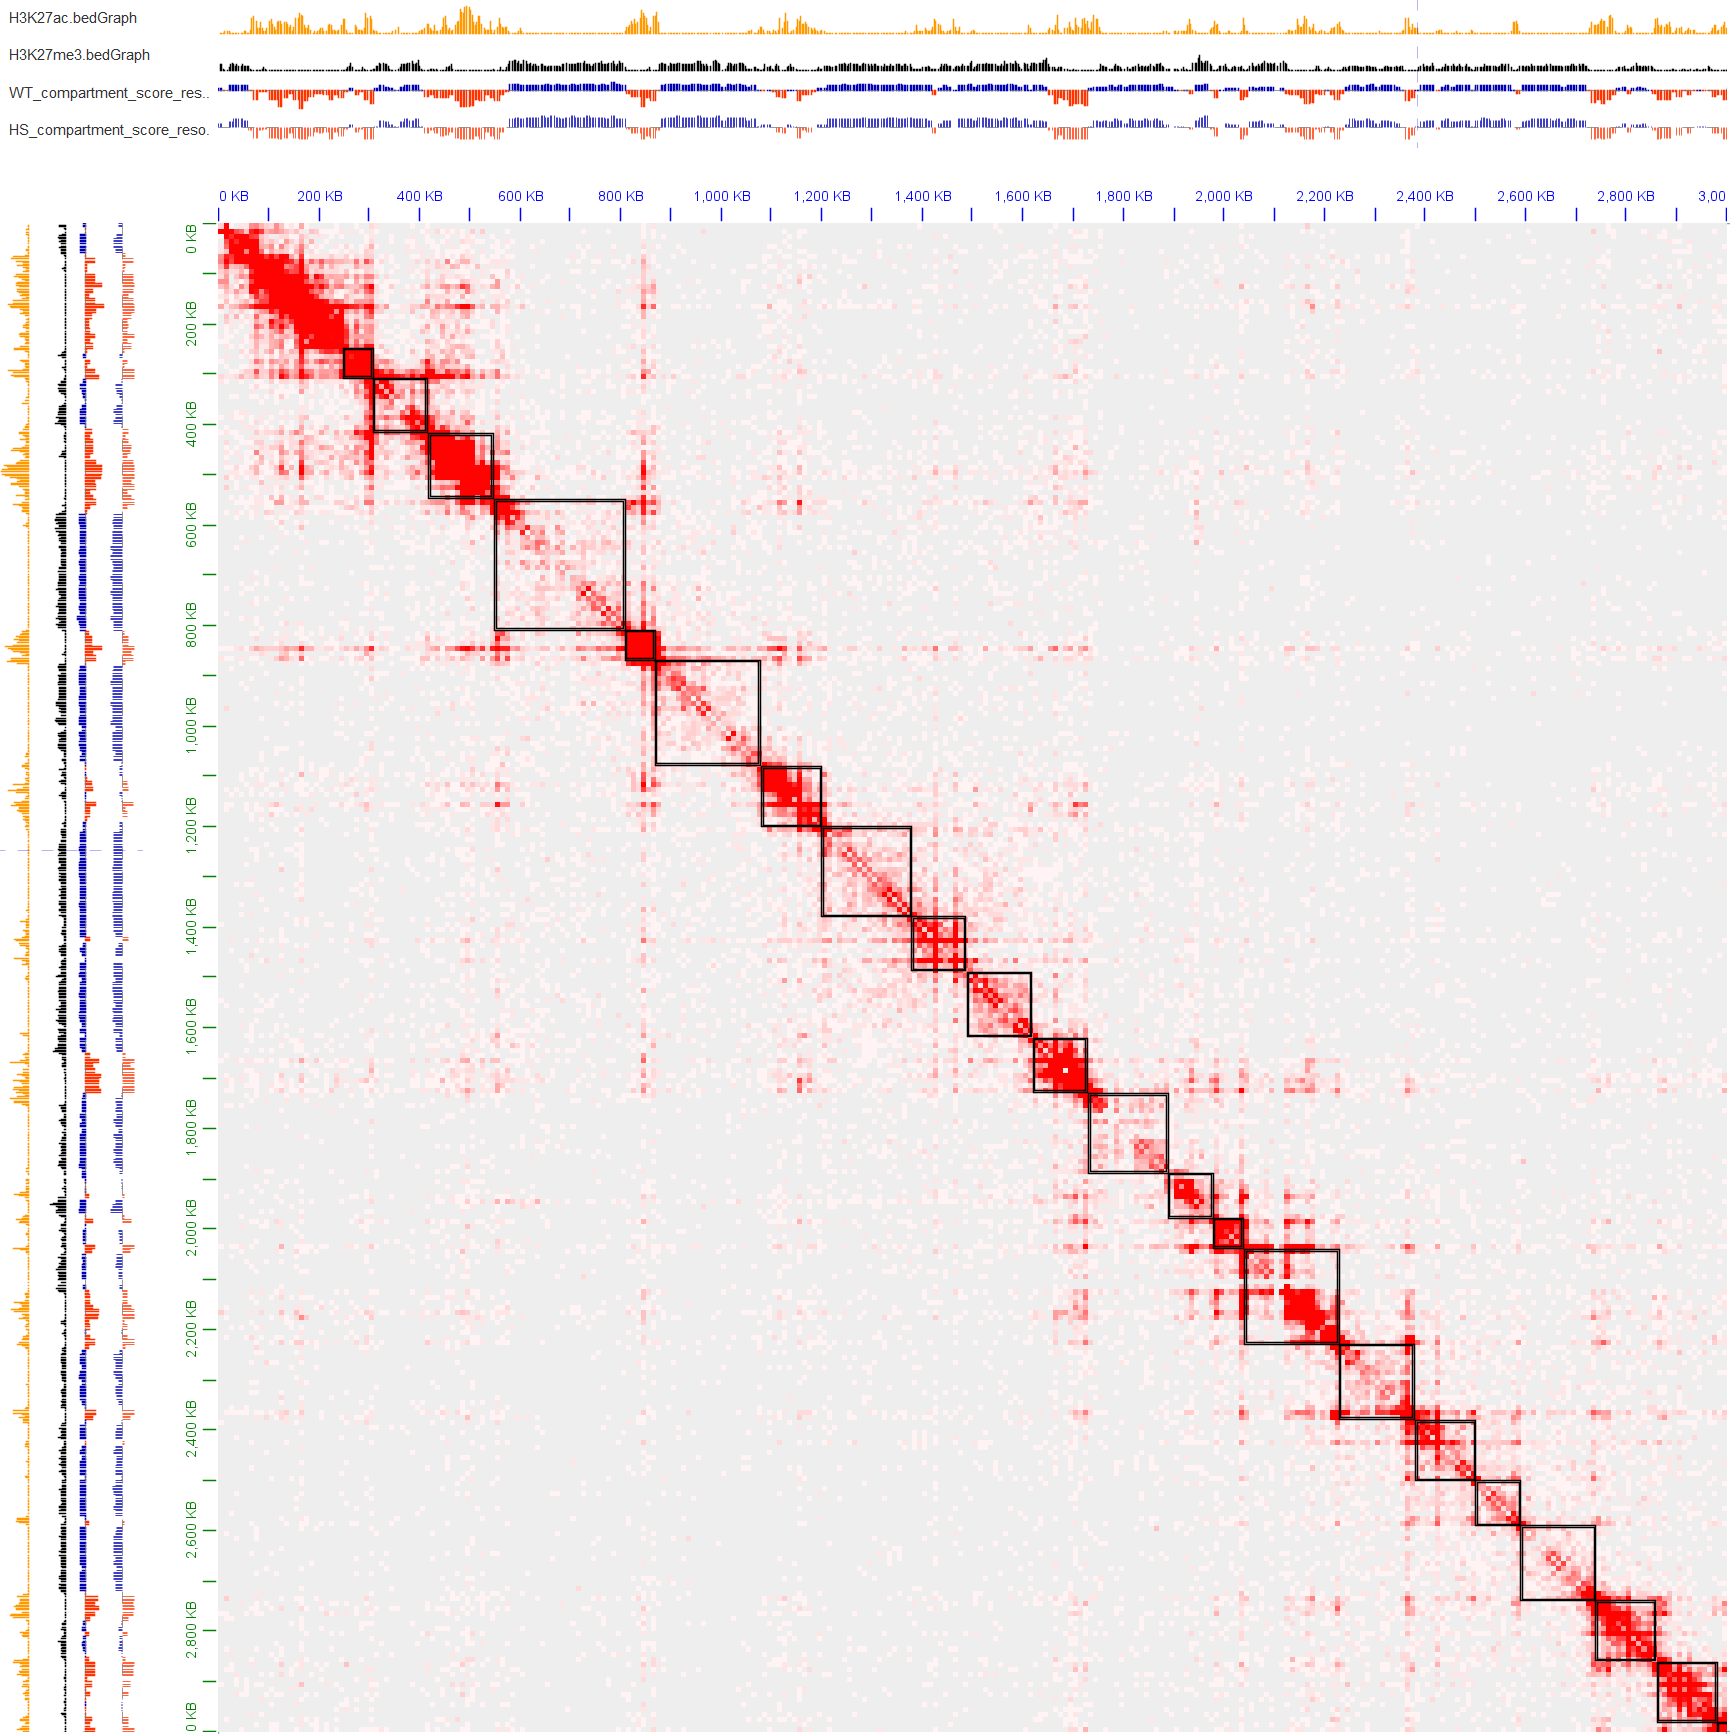 H3K27ac.bedGraph
H3K27me3.bedGraph
WT_compartment_score_res..
HS_compartment_score_reso.
0 KB 200 KB 400 KB 600 KB 800 KB 1,000 KB 1,200 KB 1,400 KB 1,600 KB 1,800 KB 2,000 KB 2,200 KB 2,400 KB 2,600 KB 2,800 KB 3,00
0 KB
200 KB
400 KB
600 KB
800 KB
1,000 KB
1,200 KB
1,400 KB
1,600 KB
1,800 KB
2,000 KB
2,200 KB
2,400 KB
2,600 KB
2,800 KB
0 KB